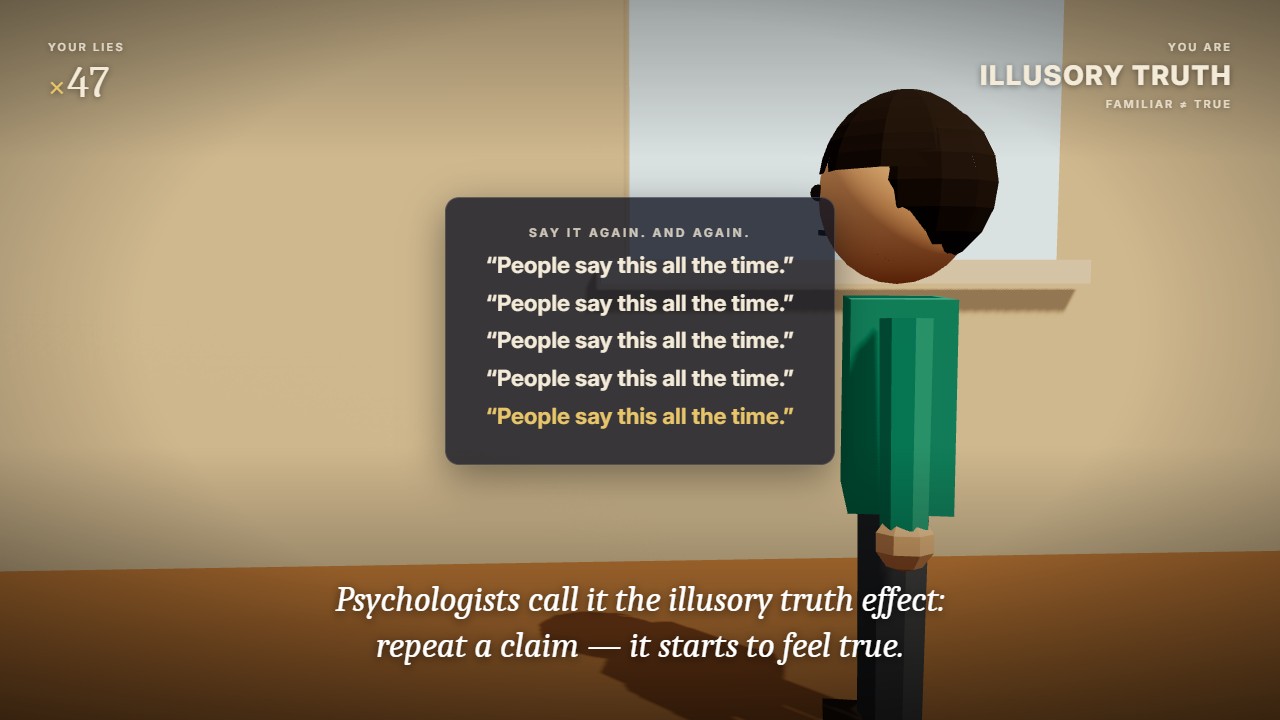 YOUR LIES
×47
YOU ARE
ILLUSORY TRUTH
FAMILIAR ≠ TRUE
SAY IT AGAIN. AND AGAIN.
“People say this all the time.”
“People say this all the time.”
“People say this all the time.”
“People say this all the time.”
“People say this all the time.”
Psychologists call it the illusory truth effect:
repeat a claim — it starts to feel true.